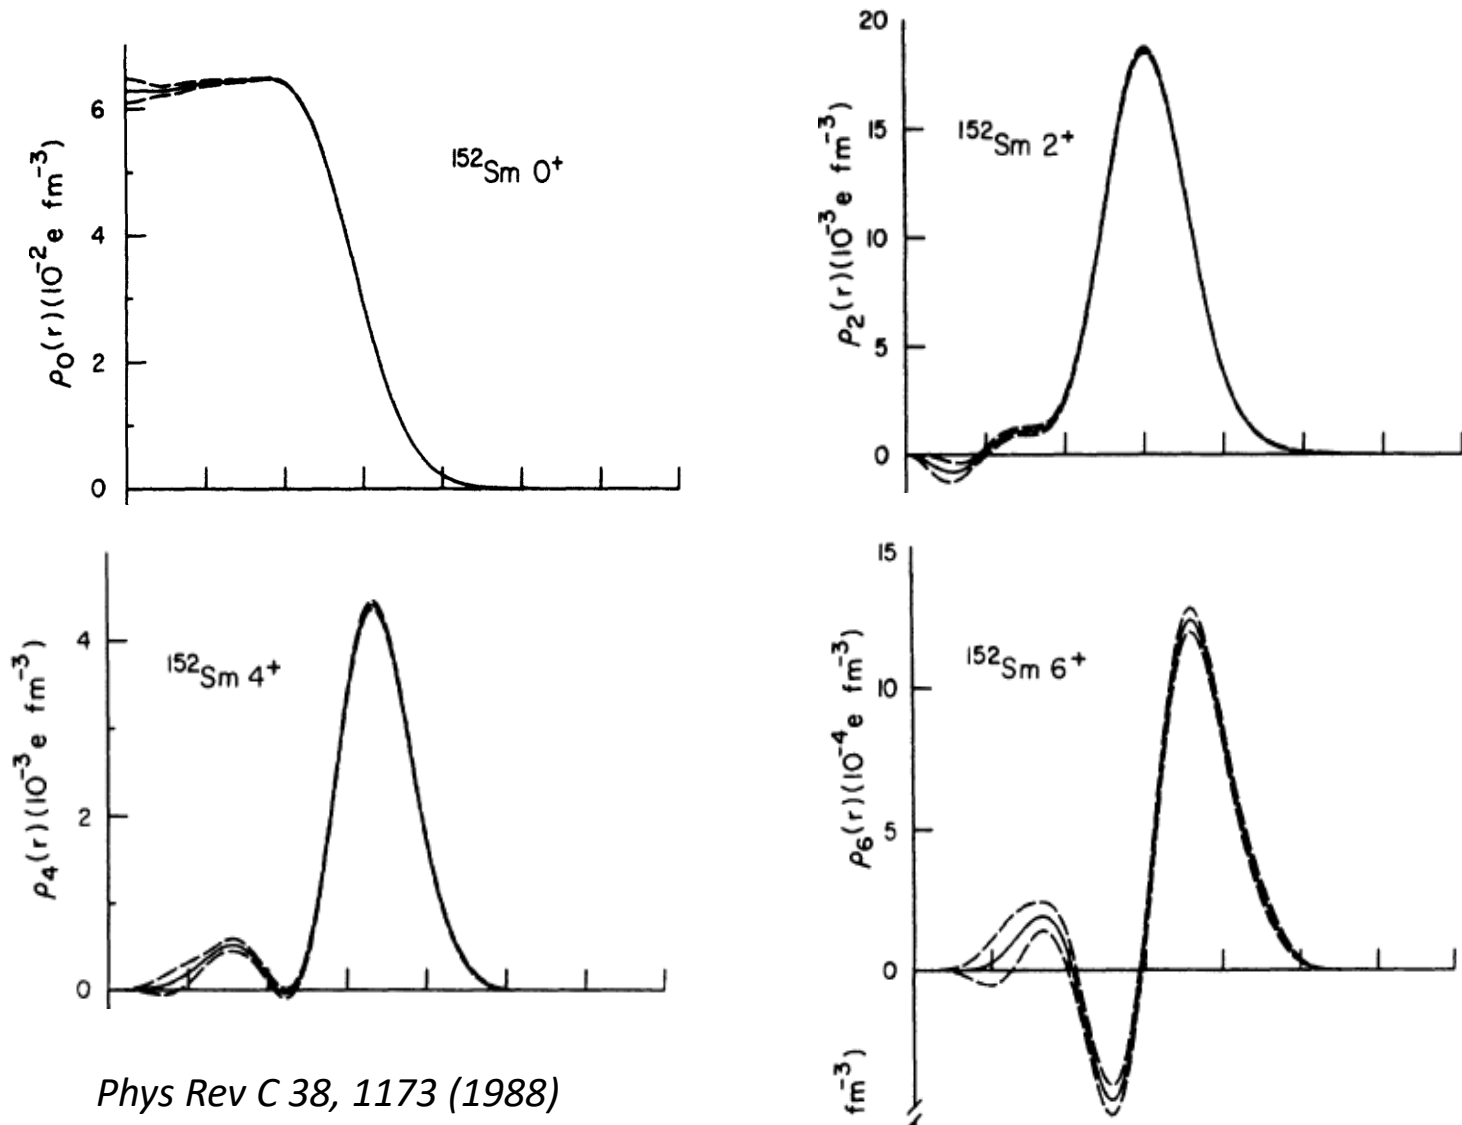 ρ₀(r)(10⁻² e fm⁻³)
6
4
2
0
¹⁵²Sm 0⁺
ρ₂(r)(10⁻³ e fm⁻³)
20
15
10
5
0
¹⁵²Sm 2⁺
ρ₄(r)(10⁻³ e fm⁻³)
4
2
0
¹⁵²Sm 4⁺
ρ₆(r)(10⁻⁴ e fm⁻³)
15
10
5
0
¹⁵²Sm 6⁺
fm⁻³)
Phys Rev C 38, 1173 (1988)